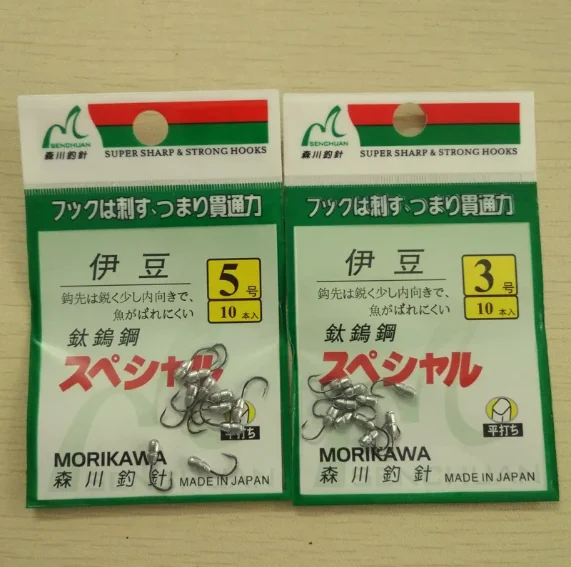 SENCHUAN
森川釣針
SUPER SHARP & STRONG HOOKS
フックは刺す、つまり貫通力
伊豆
5号
10本入
鈎先は鋭く少し内向きで、
魚がばれにくい
鈦鎢鋼
スペシャル
平打ち
MORIKAWA
森川釣針
MADE IN JAPAN
SENCHUAN
森川釣針
SUPER SHARP & STRONG HOOKS
フックは刺す、つまり貫通力
伊豆
3号
10本入
鈎先は鋭く少し内向きで、
魚がばれにくい
鈦鎢鋼
スペシャル
平打ち
MORIKAWA
森川釣針
MADE IN JAPAN